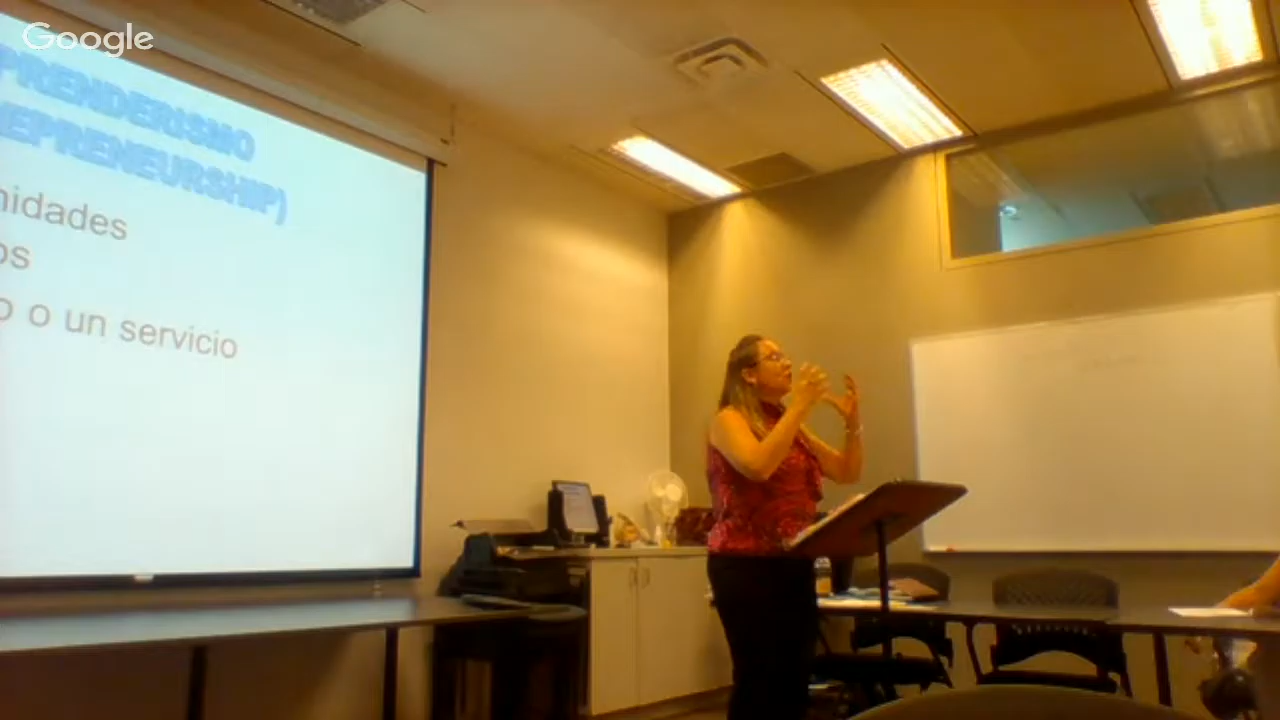 Google
PRENDERISMO
EPRENEURSHIP)
nidades
os
o o un servicio